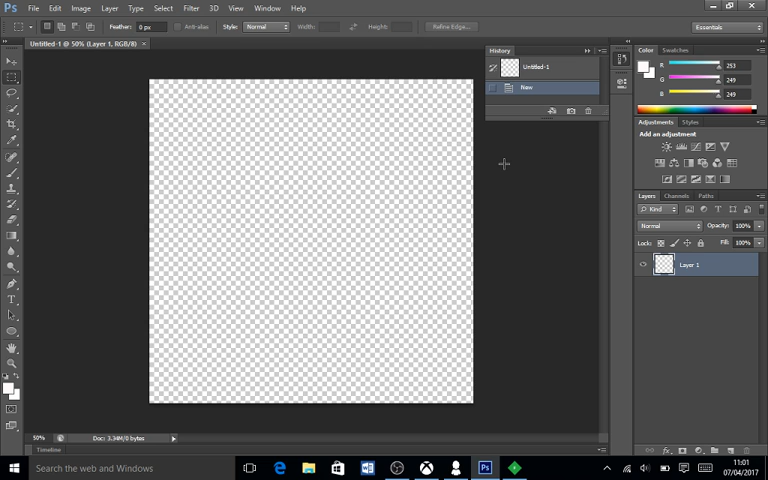 Ps File Edit Image Layer Type Select Filter 3D View Window Help
Feather: 0 px Anti-alias Style: Normal Width: Height: Refine Edge... Essentials
Untitled-1 @ 50% (Layer 1, RGB/8) ×
History
Untitled-1
New
Color Swatches
R 253
G 249
B 249
Adjustments Styles
Add an adjustment
Layers Channels Paths
Kind
Normal Opacity: 100%
Lock: Fill: 100%
Layer 1
50% Doc: 3.34M/0 bytes
Timeline
Search the web and Windows
Ps
11:01
07/04/2017